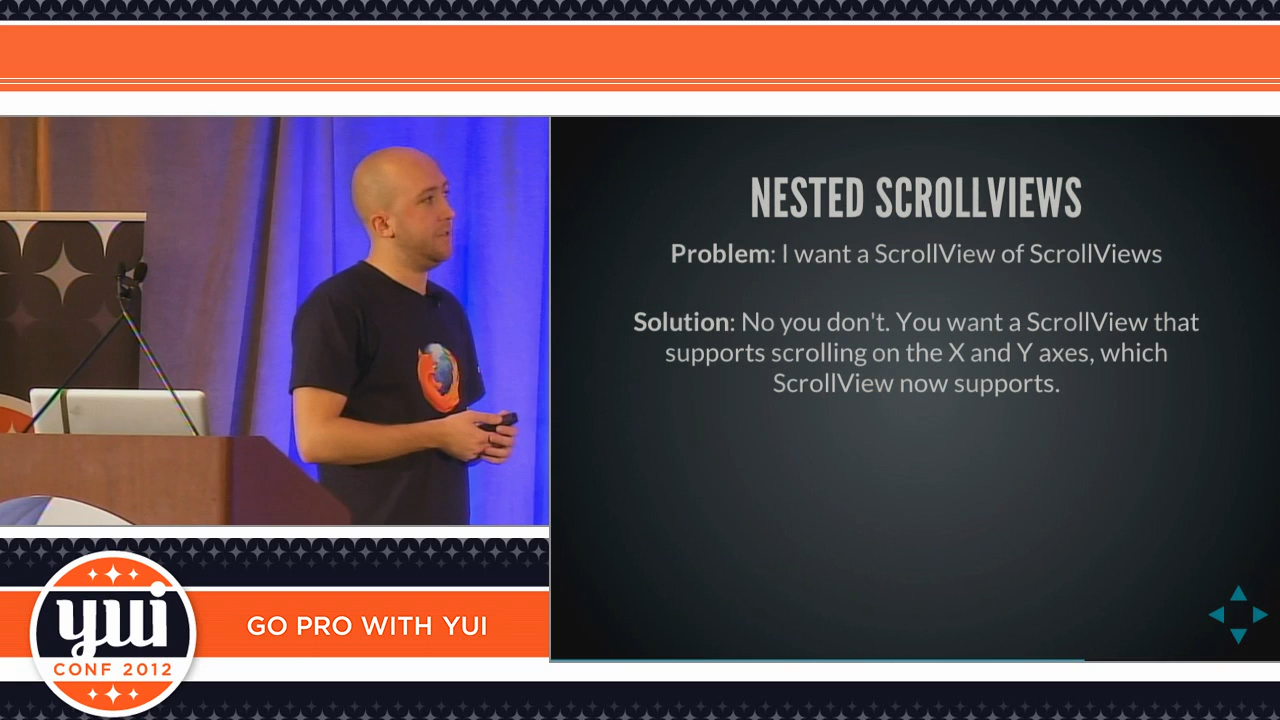 NESTED SCROLLVIEWS
Problem: I want a ScrollView of ScrollViews
Solution: No you don't. You want a ScrollView that
supports scrolling on the X and Y axes, which
ScrollView now supports.
yui
CONF 2012
GO PRO WITH YUI